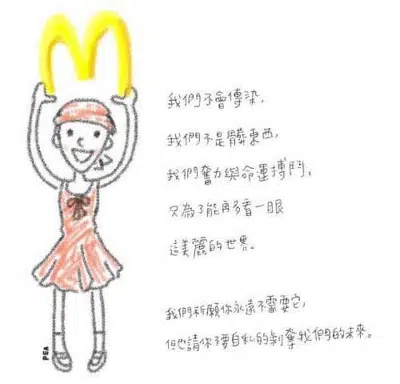 我們不會傳染,
我們不是髒東西,
我們奮力與命運搏鬥,
只為了能再多看一眼
這美麗的世界。
我們祈願你永遠不需要它,
但也請你不要自私的剝奪我們的未來。
PEA